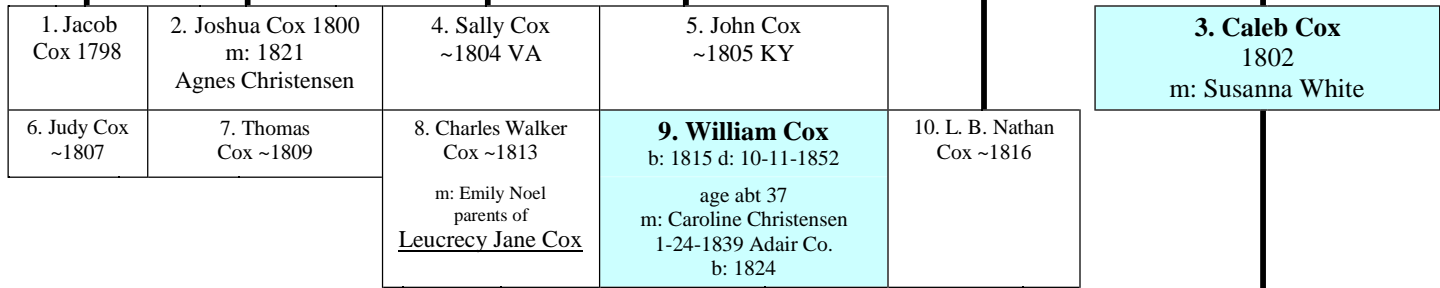 1. Jacob
Cox 1798
2. Joshua Cox 1800
m: 1821
Agnes Christensen
4. Sally Cox
~1804 VA
5. John Cox
~1805 KY
3. Caleb Cox
1802
m: Susanna White
6. Judy Cox
~1807
7. Thomas
Cox ~1809
8. Charles Walker
Cox ~1813
m: Emily Noel
parents of
Leucrecy Jane Cox
9. William Cox
b: 1815 d: 10-11-1852
age abt 37
m: Caroline Christensen
1-24-1839 Adair Co.
b: 1824
10. L. B. Nathan
Cox ~1816